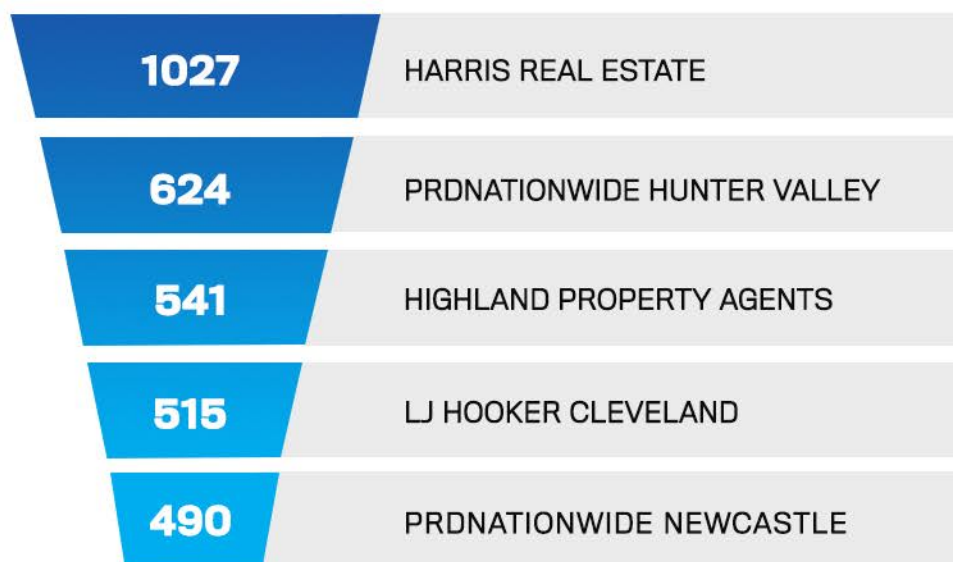 1027 HARRIS REAL ESTATE
624 PRDNATIONWIDE HUNTER VALLEY
541 HIGHLAND PROPERTY AGENTS
515 LJ HOOKER CLEVELAND
490 PRDNATIONWIDE NEWCASTLE